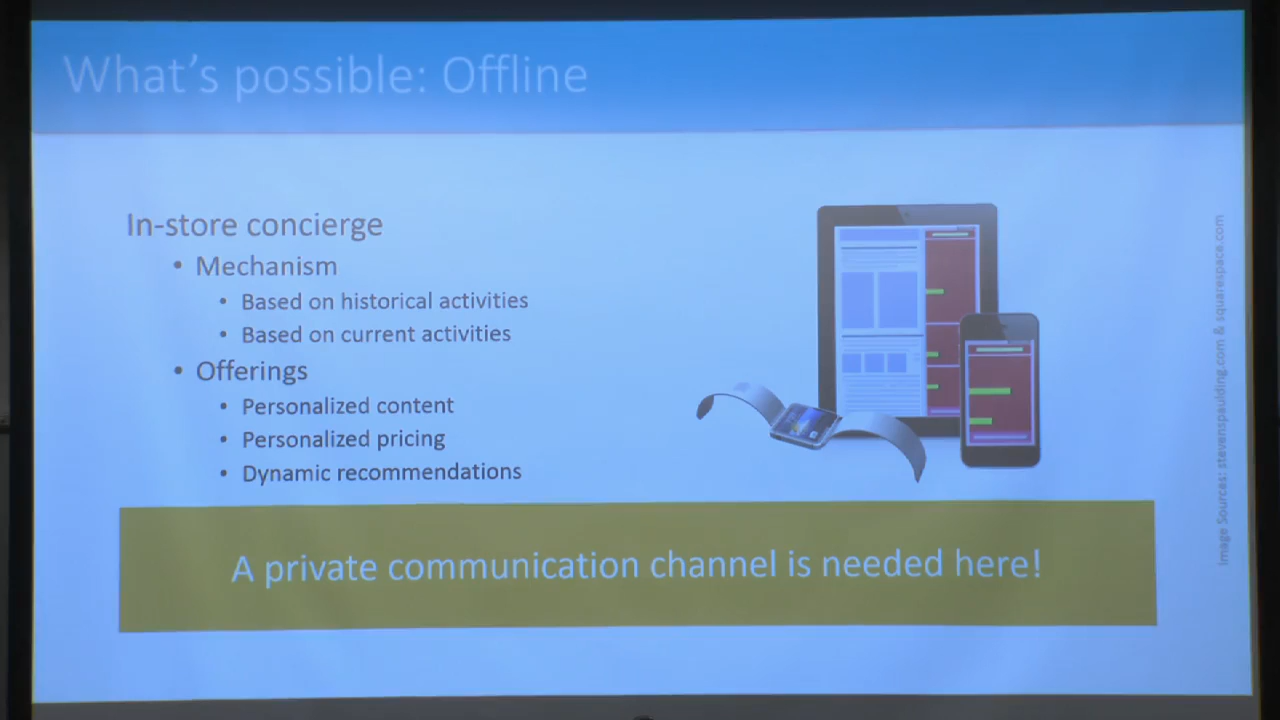 What's possible: Offline
In-store concierge
• Mechanism
• Based on historical activities
• Based on current activities
• Offerings
• Personalized content
• Personalized pricing
• Dynamic recommendations
A private communication channel is needed here!
Image Sources: stevenspaulding.com & squarespace.com